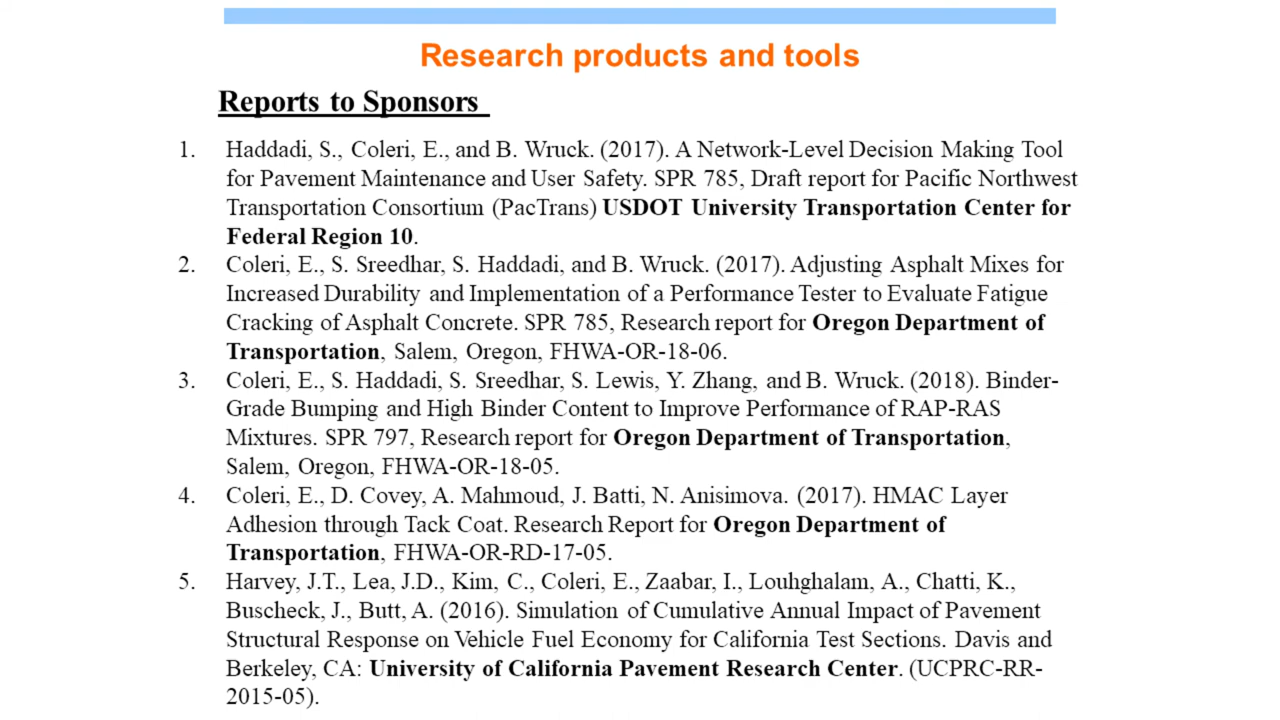 Research products and tools
Reports to Sponsors
1. Haddadi, S., Coleri, E., and B. Wruck. (2017). A Network-Level Decision Making Tool
for Pavement Maintenance and User Safety. SPR 785, Draft report for Pacific Northwest
Transportation Consortium (PacTrans) USDOT University Transportation Center for
Federal Region 10.
2. Coleri, E., S. Sreedhar, S. Haddadi, and B. Wruck. (2017). Adjusting Asphalt Mixes for
Increased Durability and Implementation of a Performance Tester to Evaluate Fatigue
Cracking of Asphalt Concrete. SPR 785, Research report for Oregon Department of
Transportation, Salem, Oregon, FHWA-OR-18-06.
3. Coleri, E., S. Haddadi, S. Sreedhar, S. Lewis, Y. Zhang, and B. Wruck. (2018). Binder-
Grade Bumping and High Binder Content to Improve Performance of RAP-RAS
Mixtures. SPR 797, Research report for Oregon Department of Transportation,
Salem, Oregon, FHWA-OR-18-05.
4. Coleri, E., D. Covey, A. Mahmoud, J. Batti, N. Anisimova. (2017). HMAC Layer
Adhesion through Tack Coat. Research Report for Oregon Department of
Transportation, FHWA-OR-RD-17-05.
5. Harvey, J.T., Lea, J.D., Kim, C., Coleri, E., Zaabar, I., Louhghalam, A., Chatti, K.,
Buscheck, J., Butt, A. (2016). Simulation of Cumulative Annual Impact of Pavement
Structural Response on Vehicle Fuel Economy for California Test Sections. Davis and
Berkeley, CA: University of California Pavement Research Center. (UCPRC-RR-
2015-05).